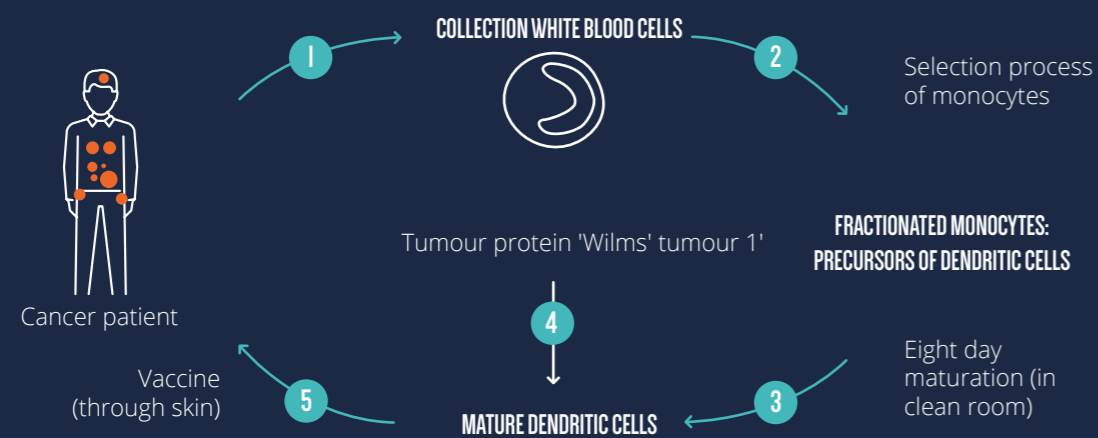 COLLECTION WHITE BLOOD CELLS
1
2
Selection process
of monocytes
Cancer patient
Tumour protein 'Wilms' tumour 1'
FRACTIONATED MONOCYTES:
PRECURSORS OF DENDRITIC CELLS
4
Eight day
maturation (in
clean room)
3
MATURE DENDRITIC CELLS
5
Vaccine
(through skin)